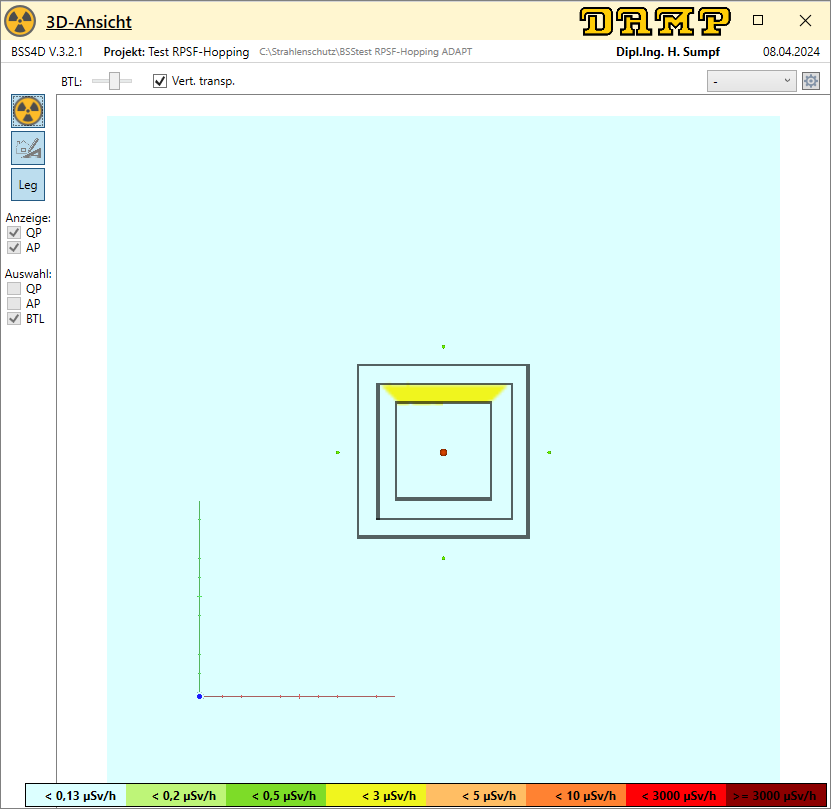 3D-Ansicht
DAMP
BSS4D V.3.2.1 Projekt: Test RPSF-Hopping C:\Strahlenschutz\BSStest RPSF-Hopping ADAPT Dipl.Ing. H. Sumpf 08.04.2024
BTL: Vert. transp. -
Leg
Anzeige:
QP
AP
Auswahl:
QP
AP
BTL
< 0,13 µSv/h < 0,2 µSv/h < 0,5 µSv/h < 3 µSv/h < 5 µSv/h < 10 µSv/h < 3000 µSv/h >= 3000 µSv/h